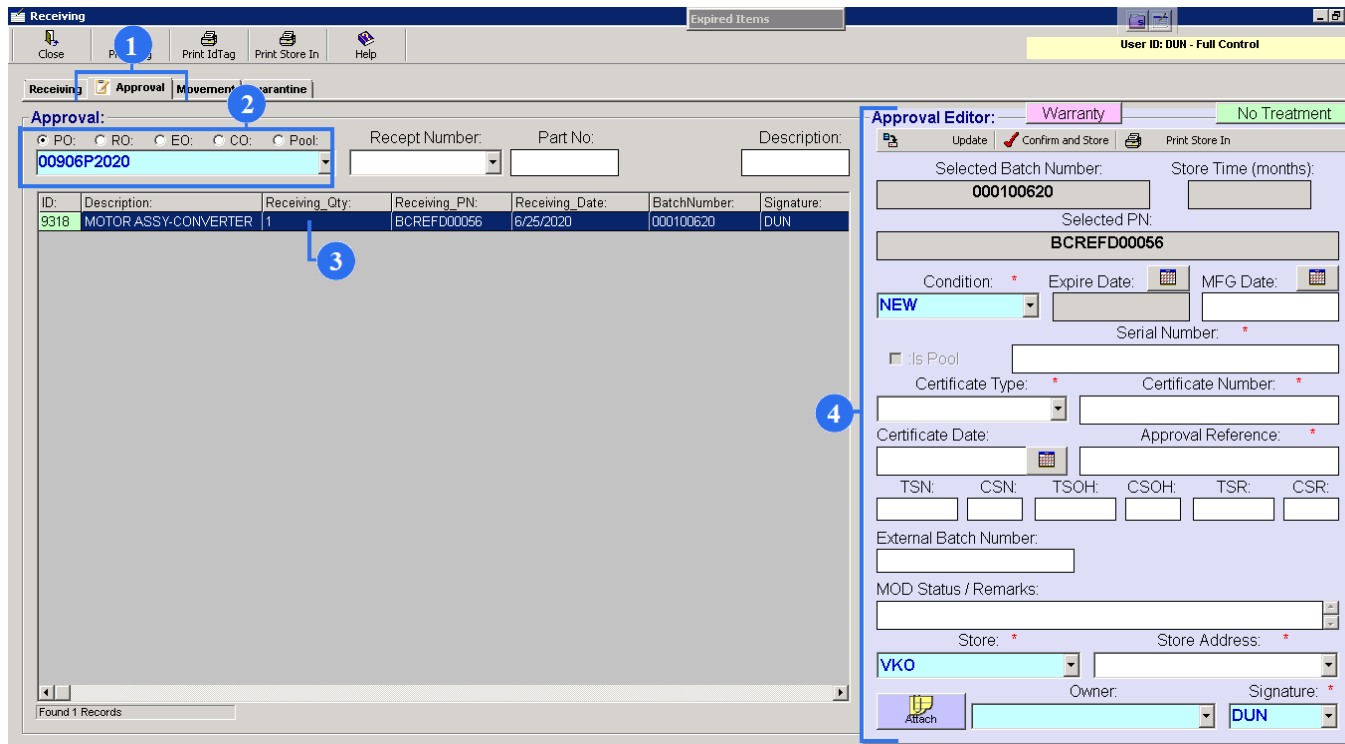 Receiving
Expired Items
Close
Print IdTag
Print Store In
Help
User ID: DUN - Full Control
1
Receiving
Approval
Movement
2
Approval:
PO: RO: EO: CO: Pool:
Recept Number: Part No: Description:
00906P2020
ID: Description: Receiving_Qty: Receiving_PN: Receiving_Date: BatchNumber: Signature:
9318 MOTOR ASSY-CONVERTER 1 BCREFD00056 6/25/2020 000100620 DUN
3
Found 1 Records
4
Approval Editor: Warranty No Treatment
Update Confirm and Store Print Store In
Selected Batch Number: Store Time (months):
000100620
Selected PN:
BCREFD00056
Condition: * Expire Date: MFG Date:
NEW
Serial Number: *
:Is Pool
Certificate Type: * Certificate Number: *
Certificate Date: Approval Reference: *
TSN: CSN: TSOH: CSOH: TSR: CSR:
External Batch Number:
MOD Status / Remarks:
Store: * Store Address: *
VKO
Owner: Signature: *
Attach DUN